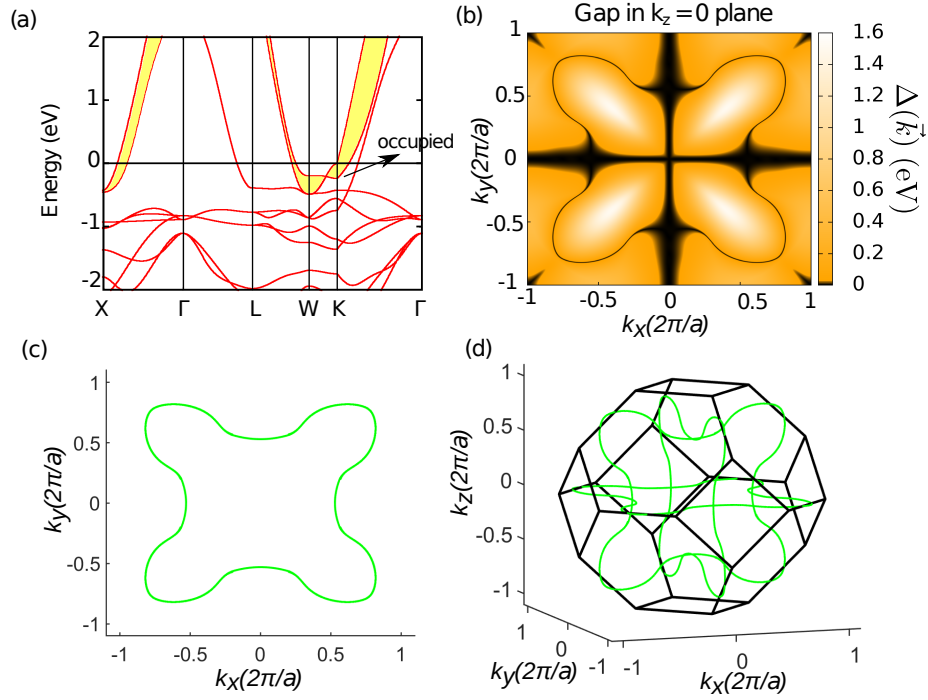 (a)
Energy (eV)
2
1
0
-1
-2
occupied
X Γ L W K Γ
(b)
Gap in k_z = 0 plane
k_y(2π/a)
1
0.5
0
-0.5
-1
-1 -0.5 0 0.5 1
k_x(2π/a)
1.6
1.4
1.2
1
0.8
0.6
0.4
0.2
0
Δ(k⃗) (eV)
(c)
k_y(2π/a)
1
0.5
0
-0.5
-1
-1 -0.5 0 0.5 1
k_x(2π/a)
(d)
k_z(2π/a)
1
0.5
0
-0.5
-1
1
0
-1
k_y(2π/a)
-1 0 1
k_x(2π/a)